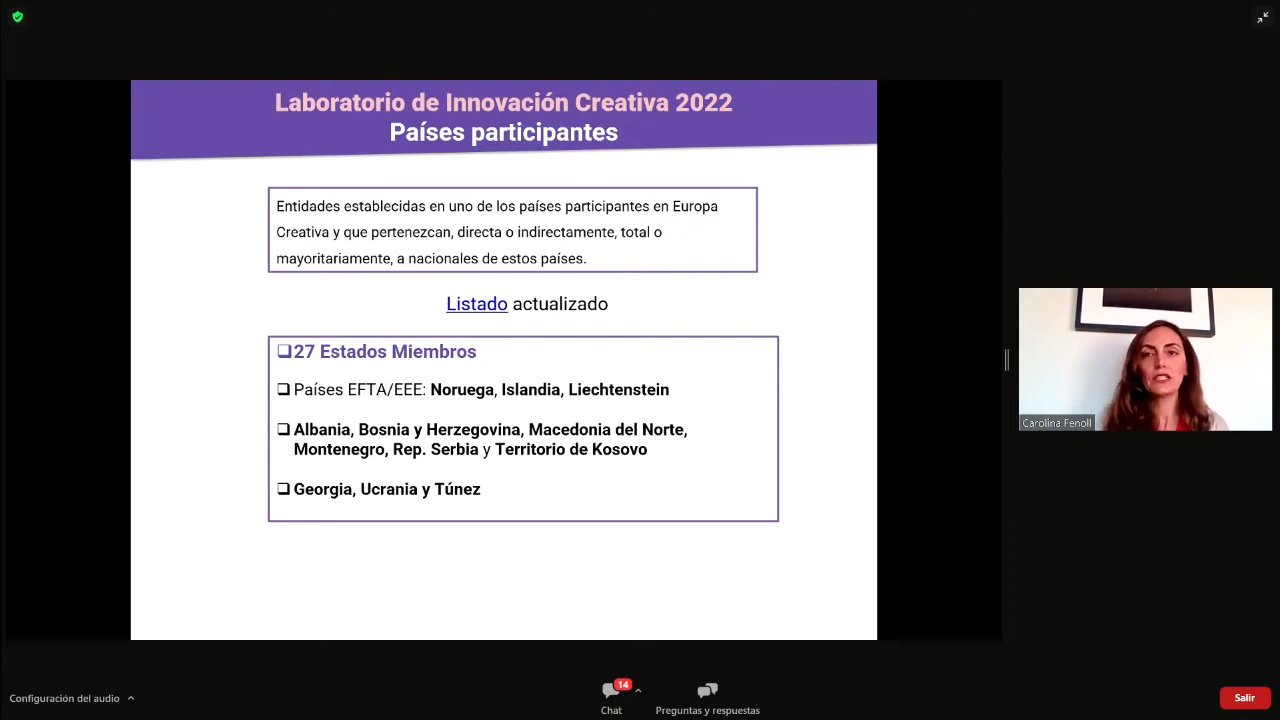 Laboratorio de Innovación Creativa 2022
Países participantes
Entidades establecidas en uno de los países participantes en Europa
Creativa y que pertenezcan, directa o indirectamente, total o
mayoritariamente, a nacionales de estos países.
Listado actualizado
27 Estados Miembros
Países EFTA/EEE: Noruega, Islandia, Liechtenstein
Albania, Bosnia y Herzegovina, Macedonia del Norte,
Montenegro, Rep. Serbia y Territorio de Kosovo
Georgia, Ucrania y Túnez
Carolina Fenoll
Configuración del audio
14
Chat
Preguntas y respuestas
Salir